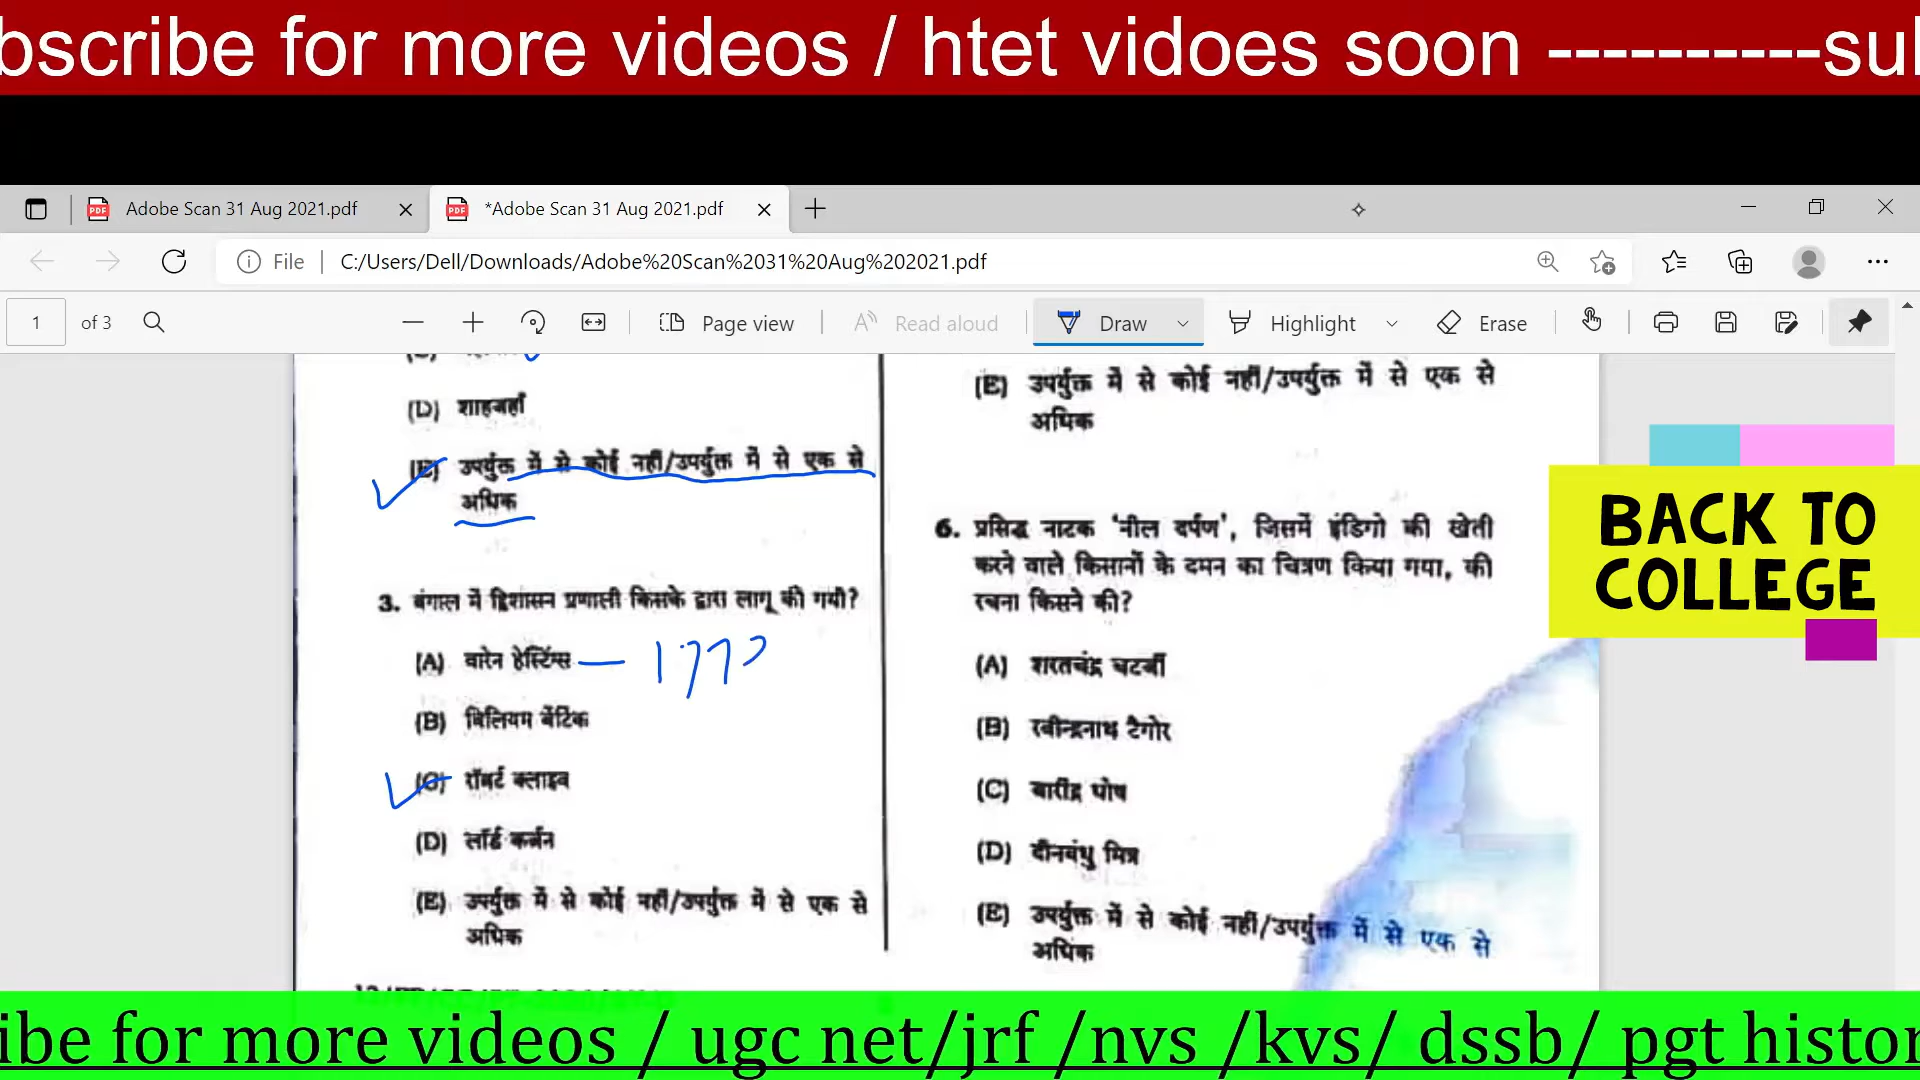 bscribe for more videos / htet vidoes soon ----------sul
Adobe Scan 31 Aug 2021.pdf
*Adobe Scan 31 Aug 2021.pdf
File
C:/Users/Dell/Downloads/Adobe%20Scan%2031%20Aug%202021.pdf
1 of 3
Page view
Read aloud
Draw
Highlight
Erase
(D) शाहजहाँ
(E) उपर्युक्त में से कोई नहीं/उपर्युक्त में से एक से
अधिक
3. बंगाल में द्विशासन प्रणाली किसके द्वारा लागू की गयी?
(A) वारेन हेस्टिंग्स — 1772
(B) विलियम बेंटिंक
(C) रॉबर्ट क्लाइव
(D) लॉर्ड कर्जन
(E) उपर्युक्त में से कोई नहीं/उपर्युक्त में से एक से
अधिक
(E) उपर्युक्त में से कोई नहीं/उपर्युक्त में से एक से
अधिक
6. प्रसिद्ध नाटक 'नील दर्पण', जिसमें इंडिगो की खेती
करने वाले किसानों के दमन का चित्रण किया गया, की
रचना किसने की?
(A) शरतचंद्र चटर्जी
(B) रवीन्द्रनाथ टैगोर
(C) बारींद्र घोष
(D) दीनबंधु मित्र
(E) उपर्युक्त में से कोई नहीं/उपर्युक्त में से एक से
अधिक
BACK TO
COLLEGE
ibe for more videos / ugc net/jrf /nvs /kvs/ dssb/ pgt histor